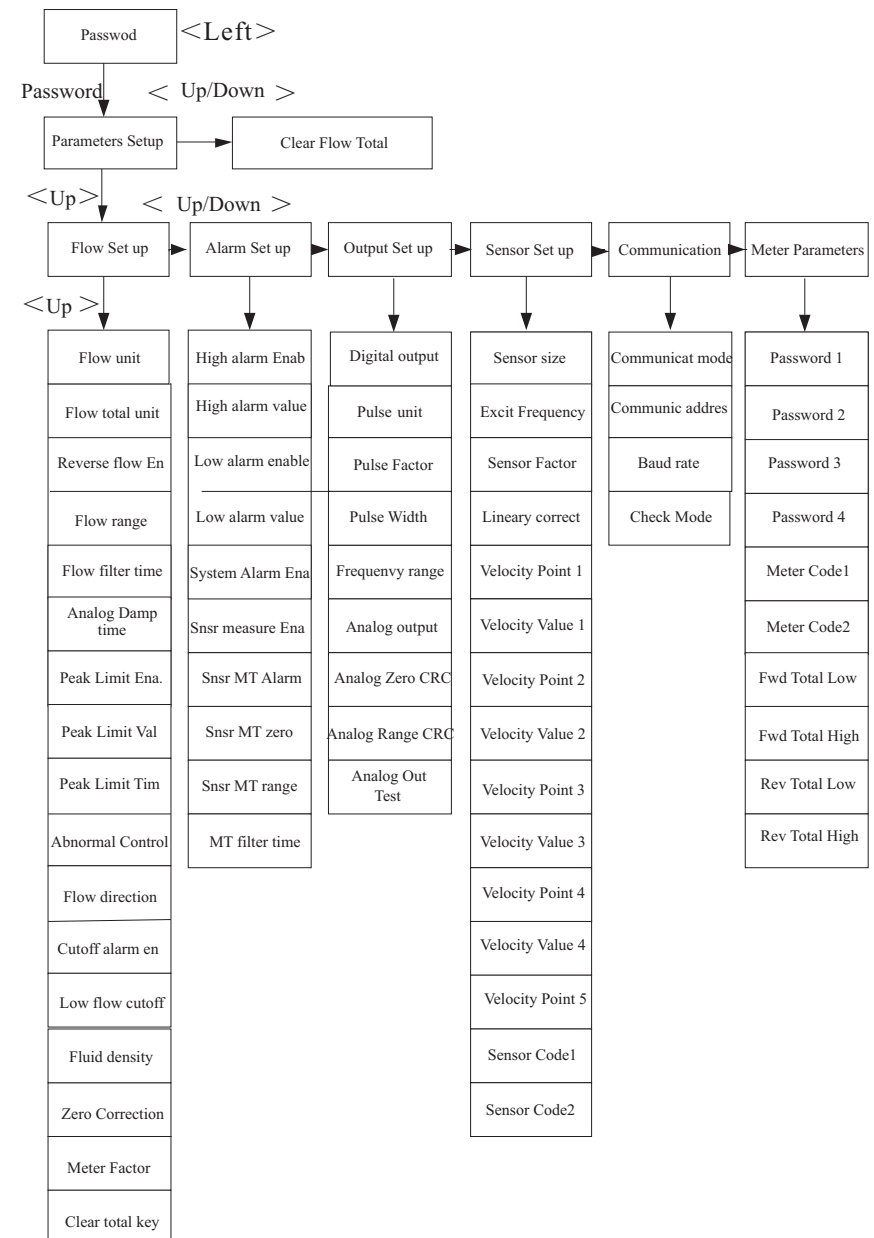 Passwod <Left>
Password < Up/Down >
Parameters Setup Clear Flow Total
<Up> < Up/Down >
Flow Set up Alarm Set up Output Set up Sensor Set up Communication Meter Parameters
<Up >
Flow unit
Flow total unit
Reverse flow En
Flow range
Flow filter time
Analog Damp
time
Peak Limit Ena.
Peak Limit Val
Peak Limit Tim
Abnormal Control
Flow direction
Cutoff alarm en
Low flow cutoff
Fluid density
Zero Correction
Meter Factor
Clear total key
High alarm Enab
High alarm value
Low alarm enable
Low alarm value
System Alarm Ena
Snsr measure Ena
Snsr MT Alarm
Snsr MT zero
Snsr MT range
MT filter time
Digital output
Pulse unit
Pulse Factor
Pulse Width
Frequenvy range
Analog output
Analog Zero CRC
Analog Range CRC
Analog Out
Test
Sensor size
Excit Frequency
Sensor Factor
Lineary correct
Velocity Point 1
Velocity Value 1
Velocity Point 2
Velocity Value 2
Velocity Point 3
Velocity Value 3
Velocity Point 4
Velocity Value 4
Velocity Point 5
Sensor Code1
Sensor Code2
Communicat mode
Communic addres
Baud rate
Check Mode
Password 1
Password 2
Password 3
Password 4
Meter Code1
Meter Code2
Fwd Total Low
Fwd Total High
Rev Total Low
Rev Total High